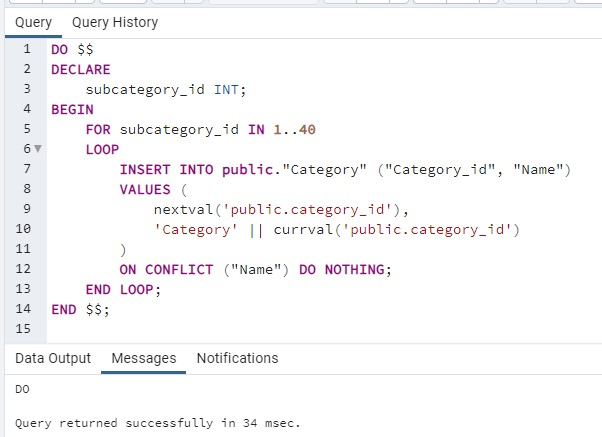 Query Query History
1 DO $$
2 DECLARE
3 subcategory_id INT;
4 BEGIN
5 FOR subcategory_id IN 1..40
6 LOOP
7 INSERT INTO public."Category" ("Category_id", "Name")
8 VALUES (
9 nextval('public.category_id'),
10 'Category' || currval('public.category_id')
11 )
12 ON CONFLICT ("Name") DO NOTHING;
13 END LOOP;
14 END $$;
15
Data Output Messages Notifications
DO
Query returned successfully in 34 msec.